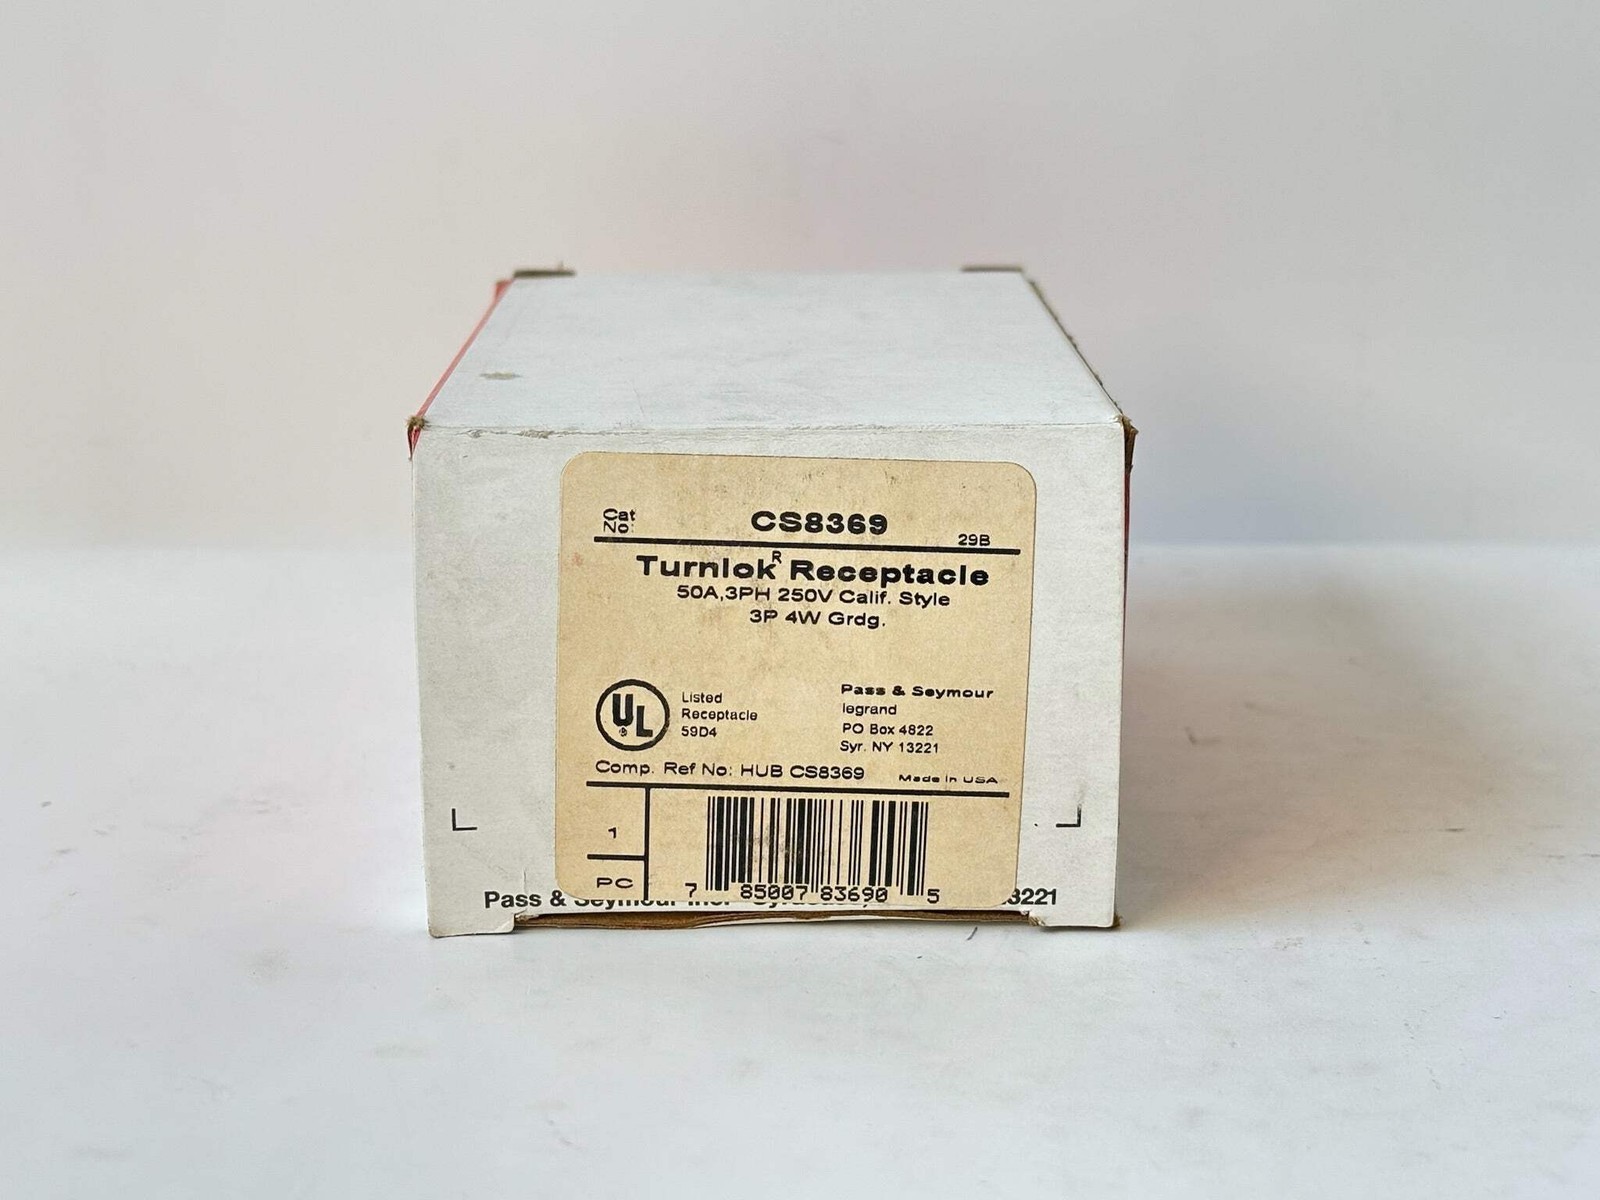 Cat No: CS8369 29B
Turnlok® Receptacle
50A,3PH 250V Calif. Style
3P 4W Grdg.
UL®
Listed
Receptacle
59D4
Pass & Seymour
legrand
PO Box 4822
Syr. NY 13221
Comp. Ref No: HUB CS8369 Made in USA
1
PC
7 85007 83690 5
Pass & Seymour Inc. 3221